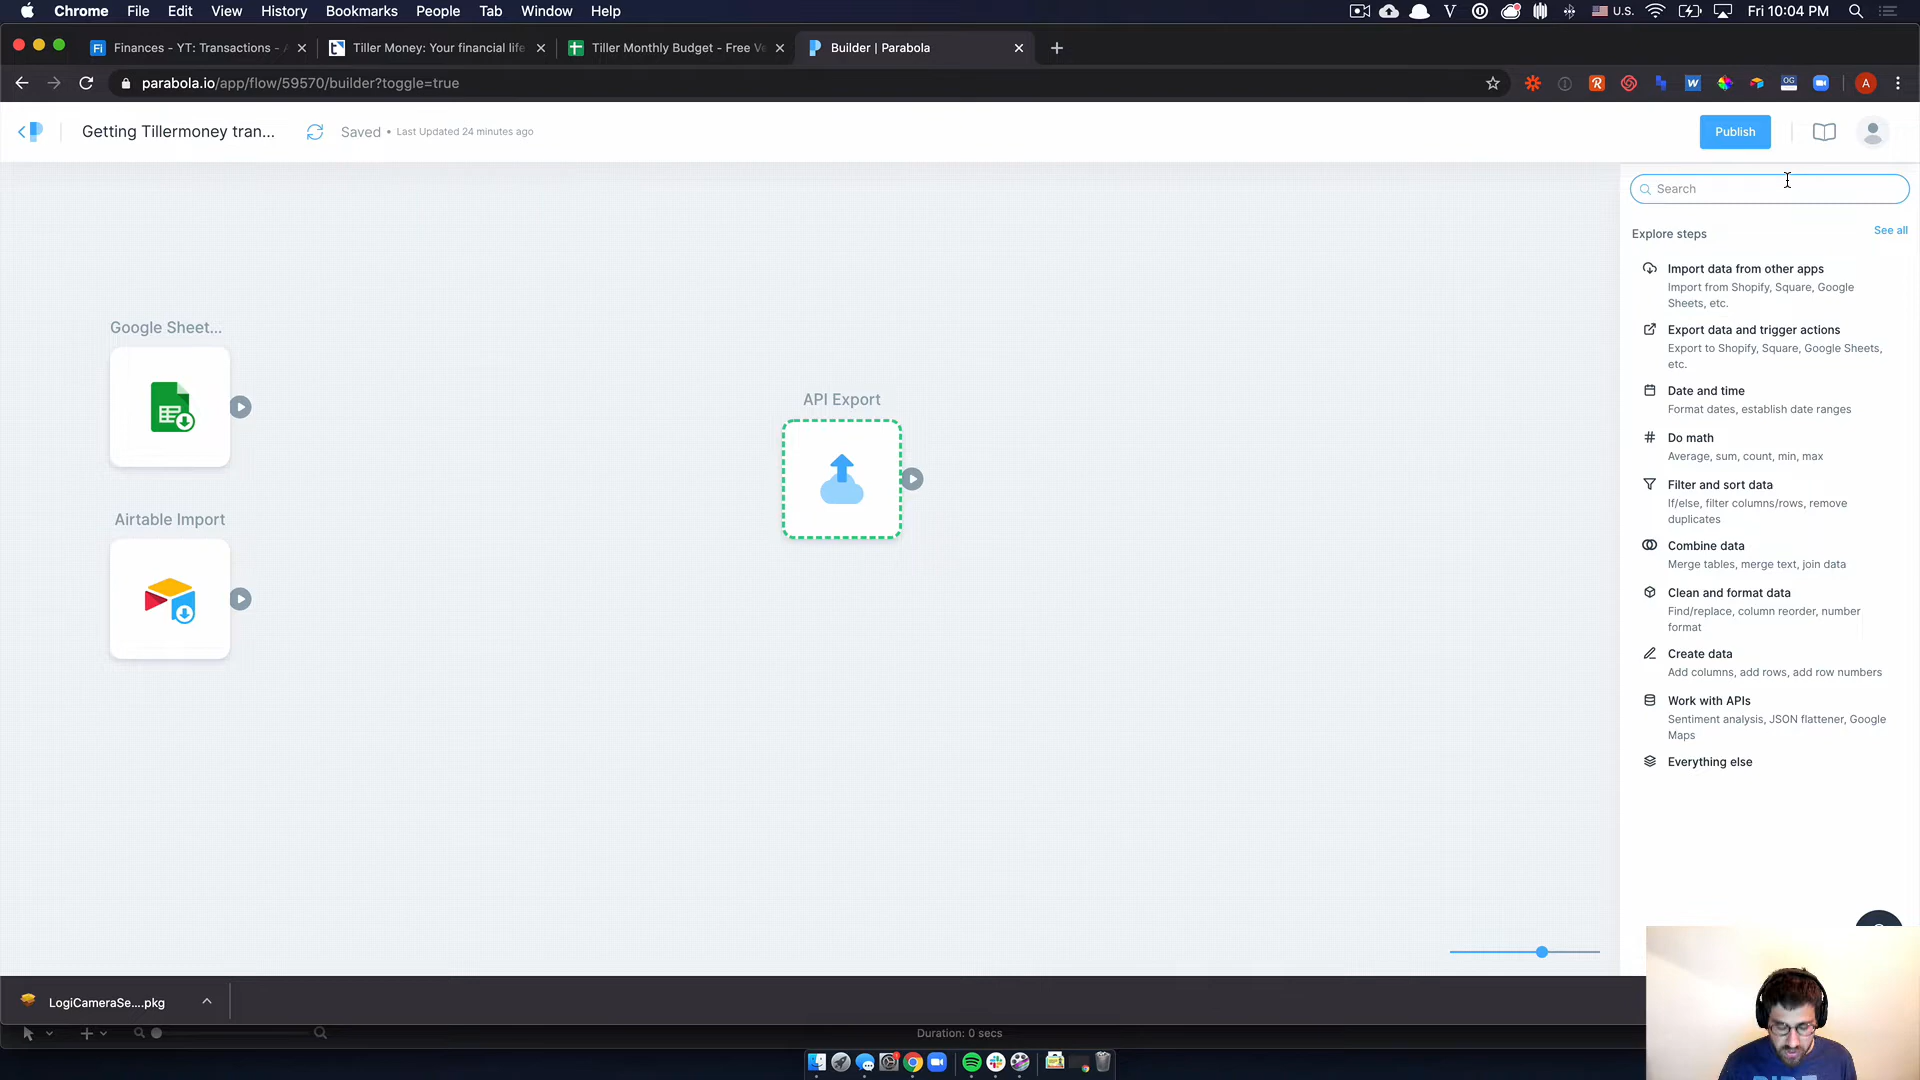 Chrome File Edit View History Bookmarks People Tab Window Help
U.S. Fri 10:04 PM
Finances - YT: Transactions -
Tiller Money: Your financial life
Tiller Monthly Budget - Free Ve
Builder | Parabola
parabola.io/app/flow/59570/builder?toggle=true
Getting Tillermoney tran...
Saved • Last Updated 24 minutes ago
Publish
Search
Explore steps
See all
Import data from other apps
Import from Shopify, Square, Google
Sheets, etc.
Export data and trigger actions
Export to Shopify, Square, Google Sheets,
etc.
Date and time
Format dates, establish date ranges
Do math
Average, sum, count, min, max
Filter and sort data
If/else, filter columns/rows, remove
duplicates
Combine data
Merge tables, merge text, join data
Clean and format data
Find/replace, column reorder, number
format
Create data
Add columns, add rows, add row numbers
Work with APIs
Sentiment analysis, JSON flattener, Google
Maps
Everything else
Google Sheet...
Airtable Import
API Export
LogiCameraSe....pkg
Duration: 0 secs